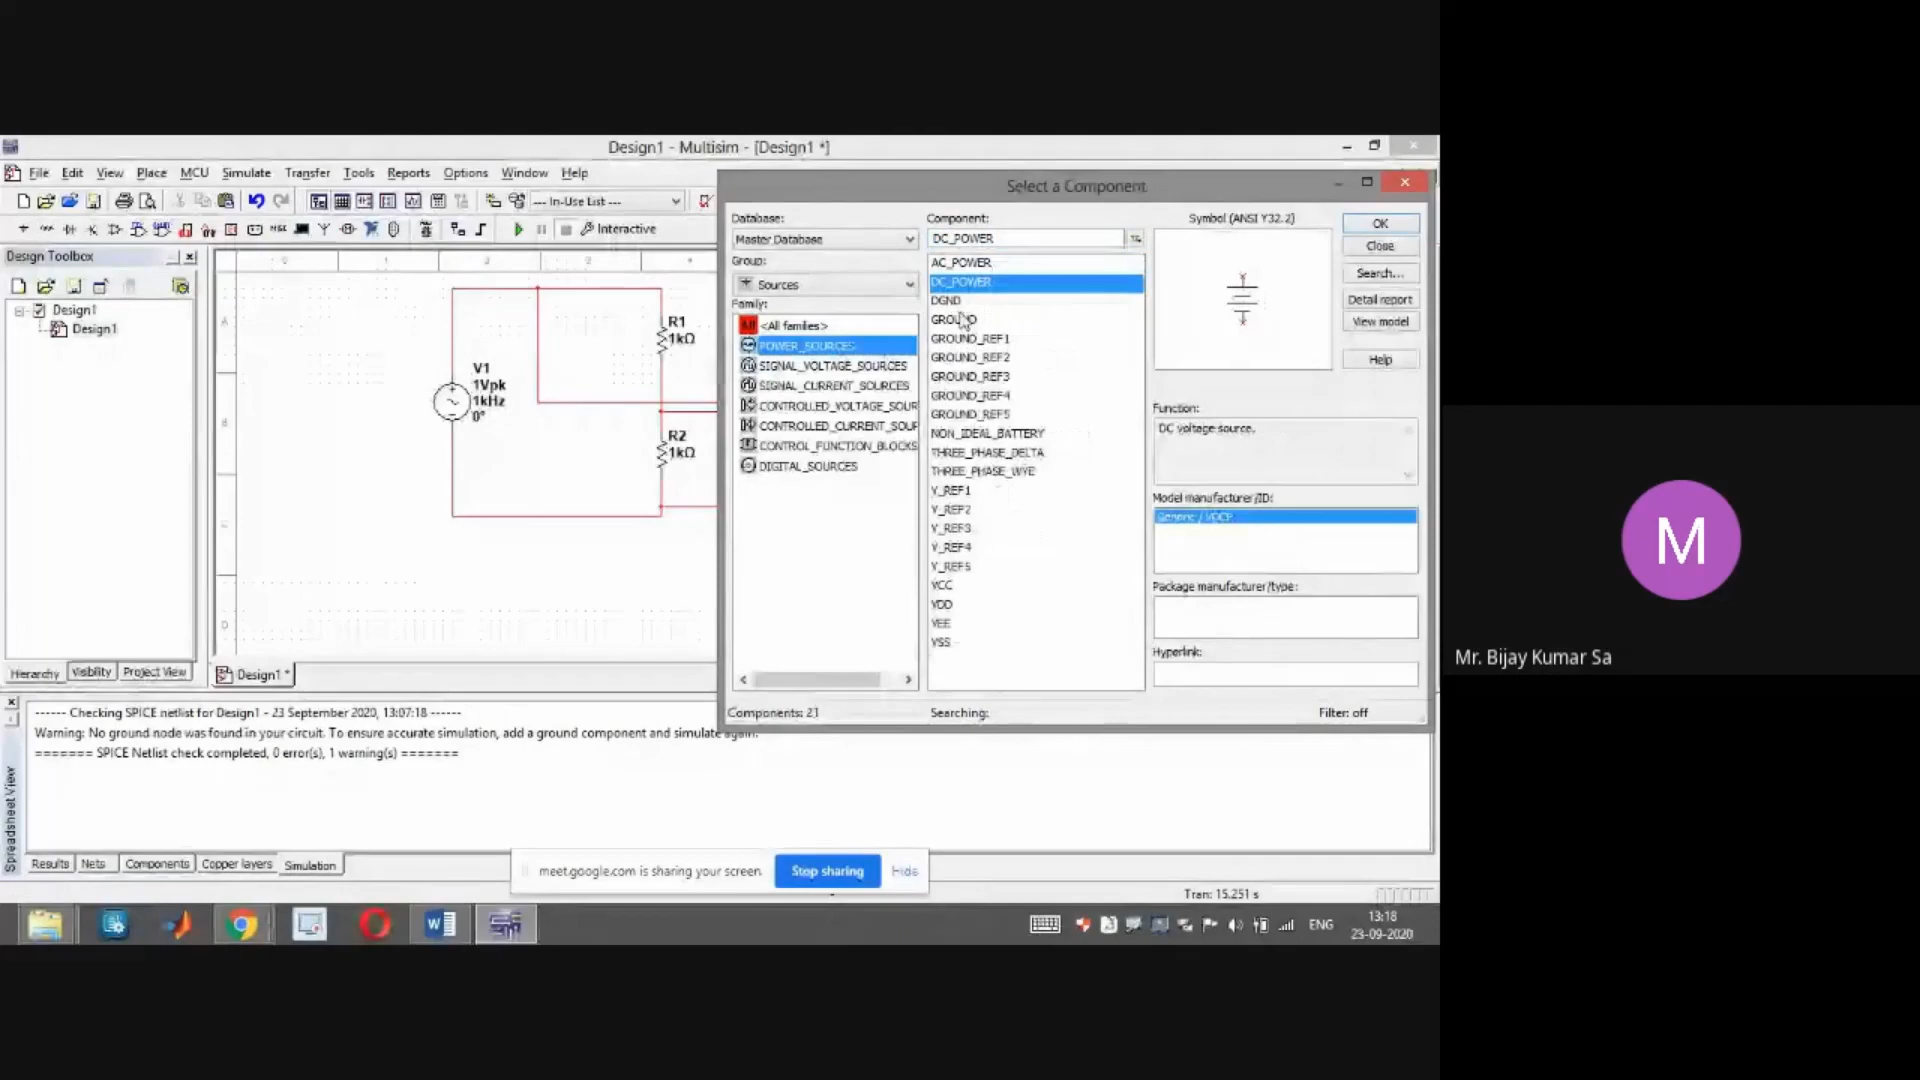 Design1 - Multisim - [Design1 *]
File Edit View Place MCU Simulate Transfer Tools Reports Options Window Help
--- In-Use List ---
Interactive
Design Toolbox
Design1
Design1
Hierarchy Visibility Project View
V1
1Vpk
1kHz
0°
R1
1kΩ
R2
1kΩ
A
B
C
D
Design1 *
Select a Component
Database:
Master Database
Group:
Sources
Family:
<All families>
POWER_SOURCES
SIGNAL_VOLTAGE_SOURCES
SIGNAL_CURRENT_SOURCES
CONTROLLED_VOLTAGE_SOUR
CONTROLLED_CURRENT_SOUR
CONTROL_FUNCTION_BLOCKS
DIGITAL_SOURCES
Components: 21
Component:
DC_POWER
AC_POWER
DC_POWER
DGND
GROUND
GROUND_REF1
GROUND_REF2
GROUND_REF3
GROUND_REF4
GROUND_REF5
NON_IDEAL_BATTERY
THREE_PHASE_DELTA
THREE_PHASE_WYE
V_REF1
V_REF2
V_REF3
V_REF4
V_REF5
VCC
VDD
VEE
VSS
Searching:
Symbol (ANSI Y32.2)
Function:
DC voltage source.
Model manufacturer/ID:
Generic / VDCP
Package manufacturer/type:
Hyperlink:
Filter: off
OK
Close
Search...
Detail report
View model
Help
------ Checking SPICE netlist for Design1 - 23 September 2020, 13:07:18 ------
Warning: No ground node was found in your circuit. To ensure accurate simulation, add a ground component and simulate again.
======= SPICE Netlist check completed, 0 error(s), 1 warning(s) =======
Spreadsheet View
Results Nets Components Copper layers Simulation
meet.google.com is sharing your screen. Stop sharing Hide
Tran: 15.251 s
ENG
13:18
23-09-2020
M
Mr. Bijay Kumar Sa